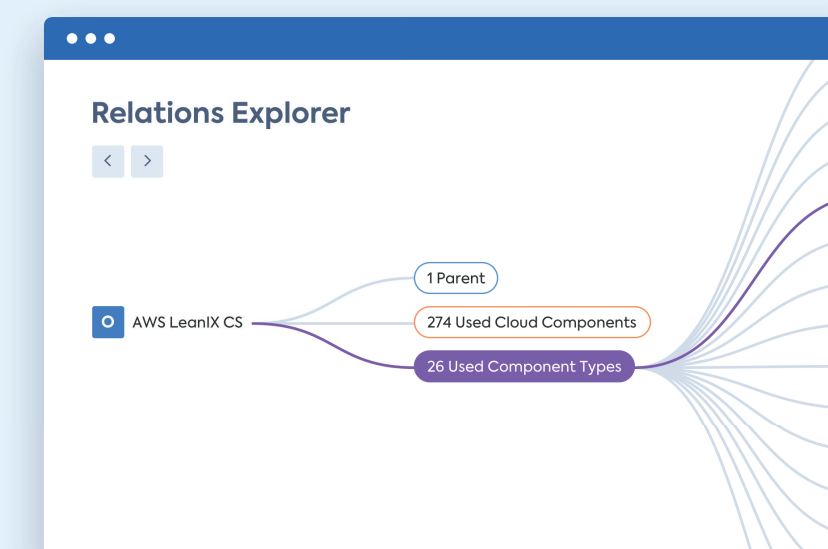 Relations Explorer
1 Parent
AWS LeanIX CS
274 Used Cloud Components
26 Used Component Types